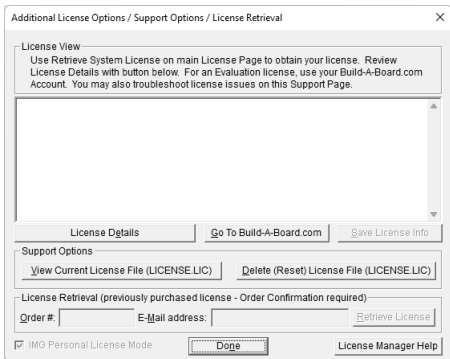 Additional License Options / Support Options / License Retrieval
License View
Use Retrieve System License on main License Page to obtain your license. Review
License Details with button below. For an Evaluation license, use your Build-A-Board.com
Account. You may also troubleshoot license issues on this Support Page.
License Details
Go To Build-A-Board.com
Save License Info
Support Options
View Current License File (LICENSE.LIC)
Delete (Reset) License File (LICENSE.LIC)
License Retrieval (previously purchased license - Order Confirmation required)
Order #:
E-Mail address:
Retrieve License
IMG Personal License Mode
Done
License Manager Help